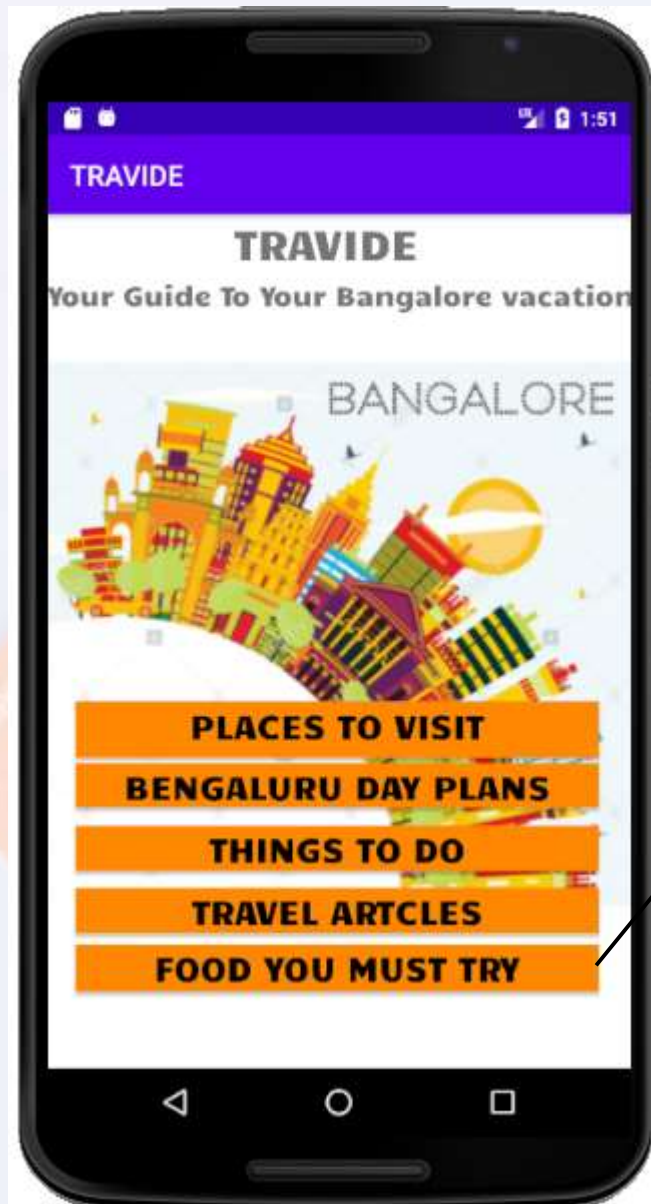 1:51
TRAVIDE
TRAVIDE
Your Guide To Your Bangalore vacation
BANGALORE
PLACES TO VISIT
BENGALURU DAY PLANS
THINGS TO DO
TRAVEL ARTCLES
FOOD YOU MUST TRY